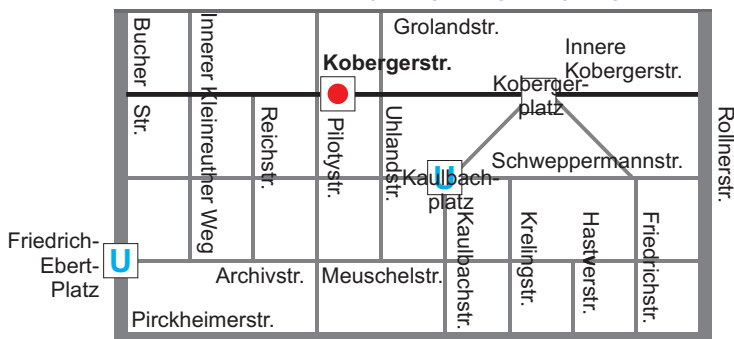 Grolandstr.
Bucher
Str.
Innerer Kleinreuther Weg
Innere
Kobergerstr.
Kobergerstr.
Koberger-
platz
Reichstr.
Pilotystr.
Uhlandstr.
Rollnerstr.
Schweppermannstr.
U
Kaulbach-
platz
Kaulbachstr.
Krelingstr.
Hastverstr.
Friedrichstr.
Friedrich-
Ebert-
Platz
U
Archivstr.
Meuschelstr.
Pirckheimerstr.